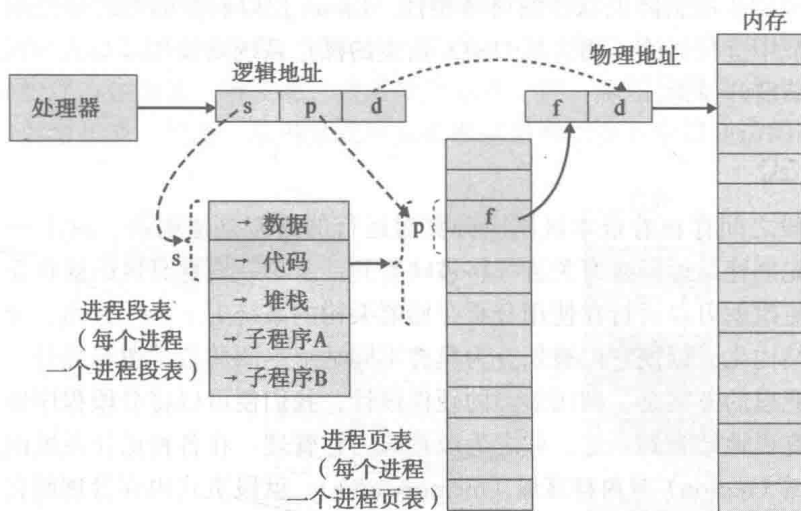 内存
逻辑地址
物理地址
处理器
s p d
f d
s
数据
代码
堆栈
子程序A
子程序B
p
f
进程段表
（每个进程
一个进程段表）
进程页表
（每个进程
一个进程页表）